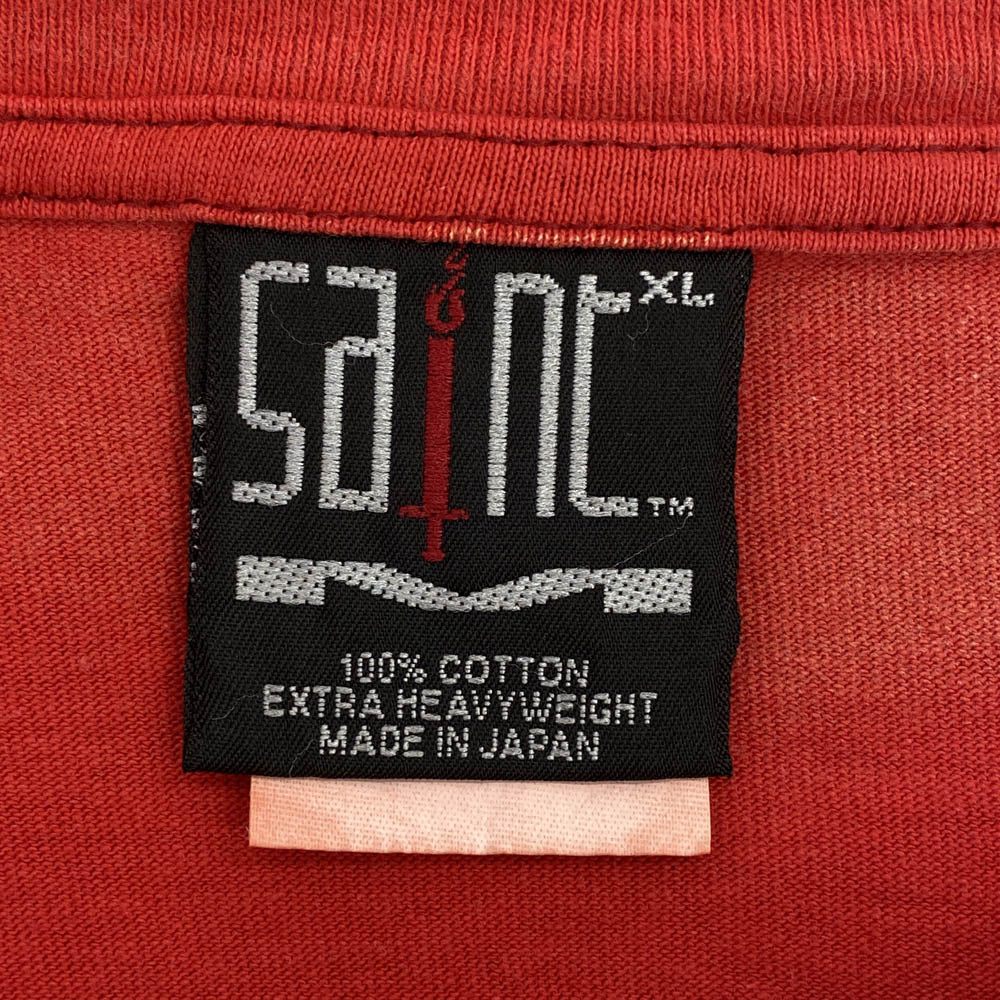 SaINt XL
TM
100% COTTON
EXTRA HEAVYWEIGHT
MADE IN JAPAN